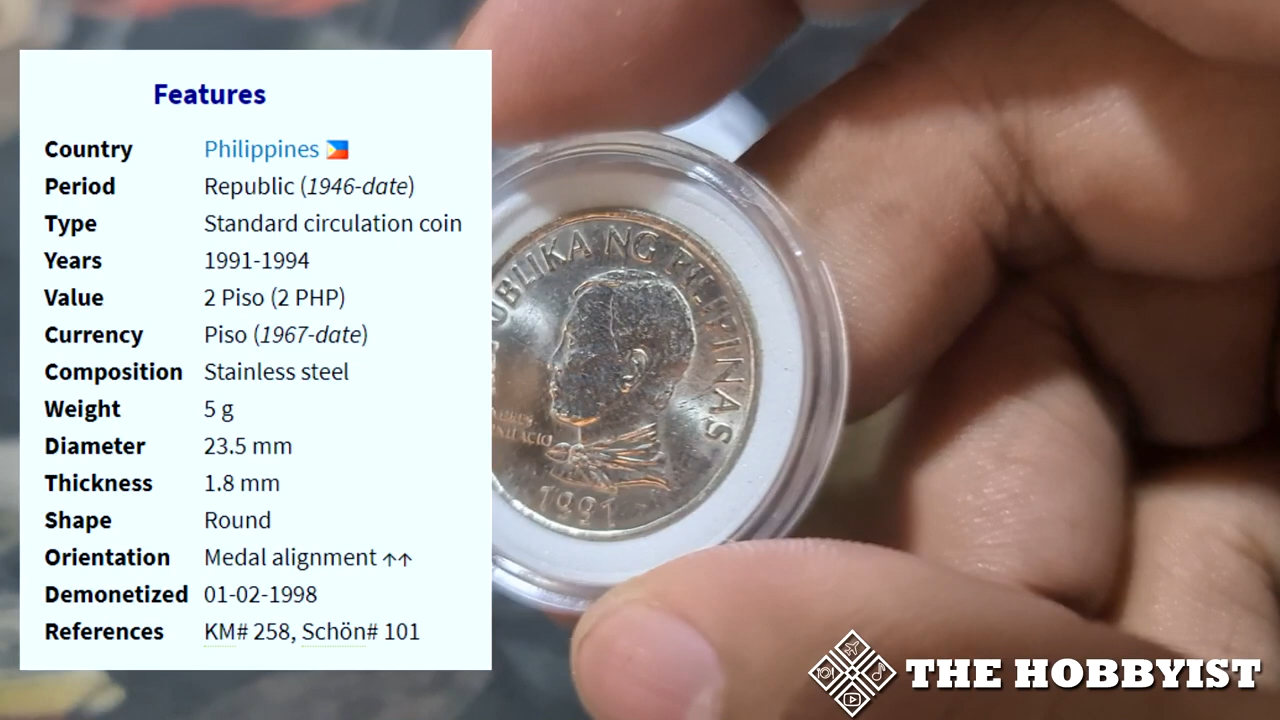 Features
Country Philippines
Period Republic (1946-date)
Type Standard circulation coin
Years 1991-1994
Value 2 Piso (2 PHP)
Currency Piso (1967-date)
Composition Stainless steel
Weight 5 g
Diameter 23.5 mm
Thickness 1.8 mm
Shape Round
Orientation Medal alignment ↑↑
Demonetized 01-02-1998
References KM# 258, Schön# 101
NG PILIPINAS
1991
THE HOBBYIST